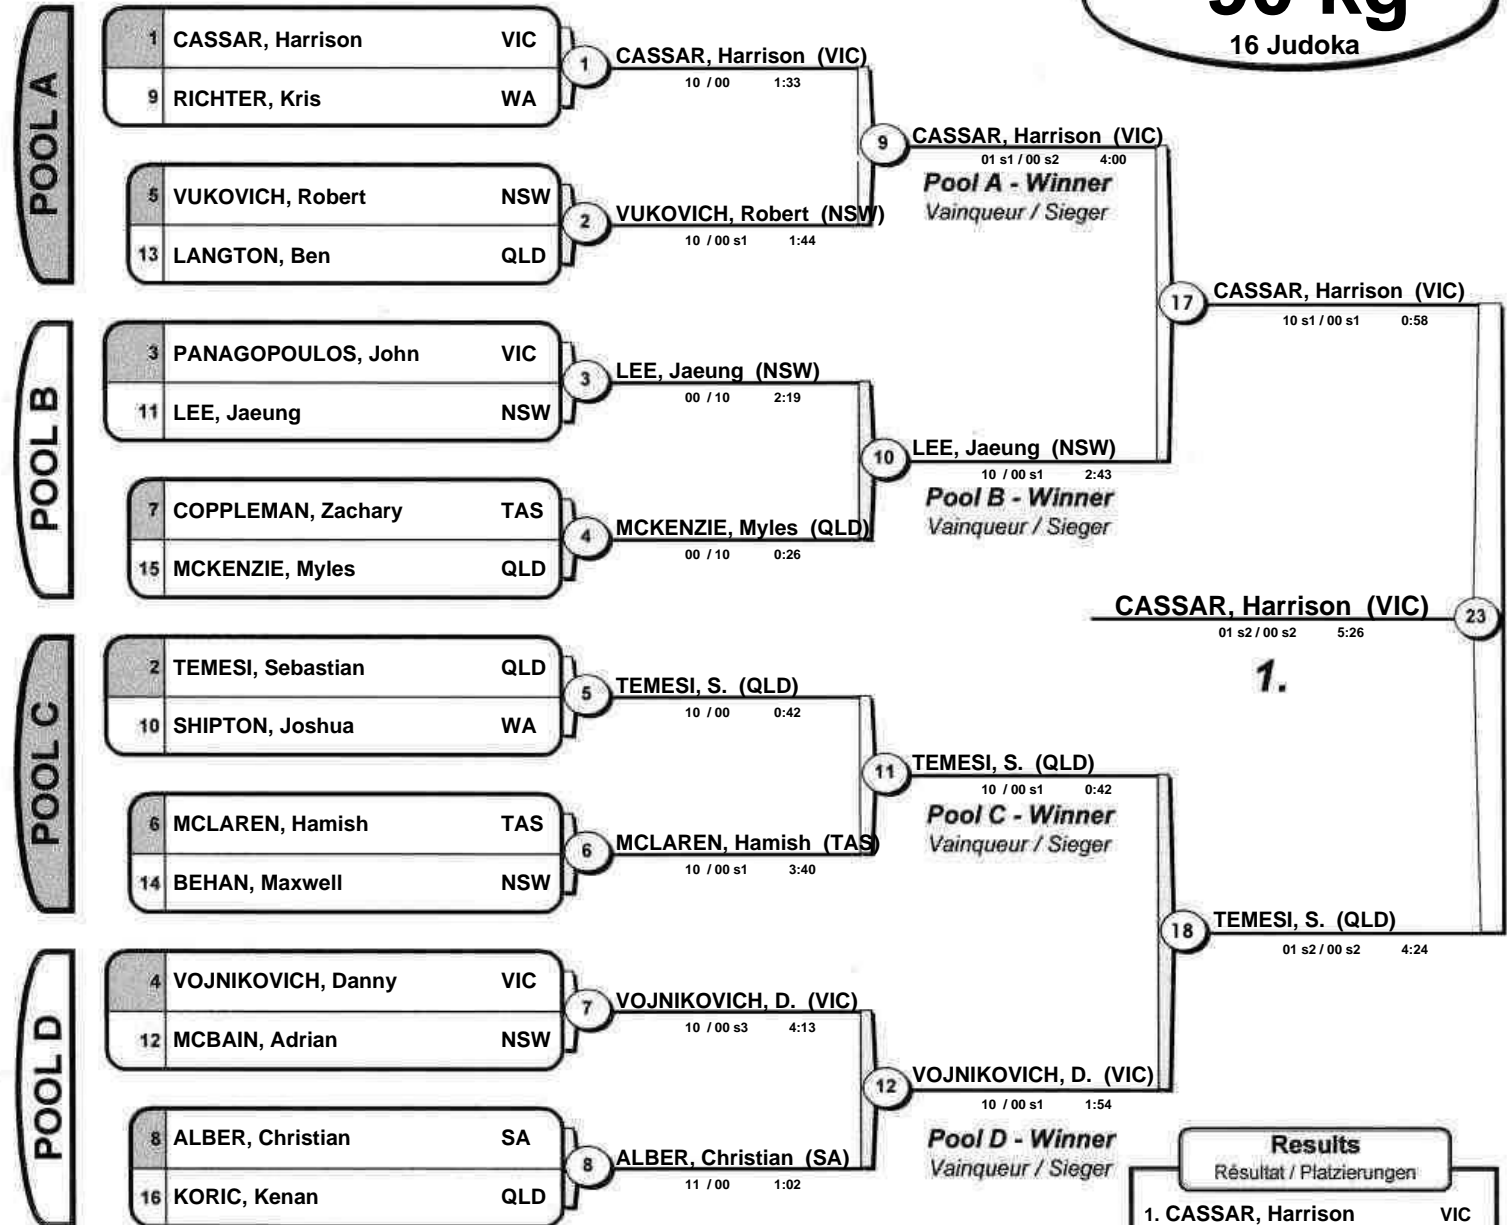 90 kg
16 Judoka
POOL A
1 CASSAR, Harrison VIC
9 RICHTER, Kris WA
5 VUKOVICH, Robert NSW
13 LANGTON, Ben QLD
POOL B
3 PANAGOPOULOS, John VIC
11 LEE, Jaeung NSW
7 COPPLEMAN, Zachary TAS
15 MCKENZIE, Myles QLD
POOL C
2 TEMESI, Sebastian QLD
10 SHIPTON, Joshua WA
6 MCLAREN, Hamish TAS
14 BEHAN, Maxwell NSW
POOL D
4 VOJNIKOVICH, Danny VIC
12 MCBAIN, Adrian NSW
8 ALBER, Christian SA
16 KORIC, Kenan QLD
1 CASSAR, Harrison (VIC)
10 / 00 1:33
2 VUKOVICH, Robert (NSW)
10 / 00 s1 1:44
3 LEE, Jaeung (NSW)
00 / 10 2:19
4 MCKENZIE, Myles (QLD)
00 / 10 0:26
5 TEMESI, S. (QLD)
10 / 00 0:42
6 MCLAREN, Hamish (TAS)
10 / 00 s1 3:40
7 VOJNIKOVICH, D. (VIC)
10 / 00 s3 4:13
8 ALBER, Christian (SA)
11 / 00 1:02
9 CASSAR, Harrison (VIC)
01 s1 / 00 s2 4:00
Pool A - Winner
Vainqueur / Sieger
10 LEE, Jaeung (NSW)
10 / 00 s1 2:43
Pool B - Winner
Vainqueur / Sieger
11 TEMESI, S. (QLD)
10 / 00 s1 0:42
Pool C - Winner
Vainqueur / Sieger
12 VOJNIKOVICH, D. (VIC)
10 / 00 s1 1:54
Pool D - Winner
Vainqueur / Sieger
17 CASSAR, Harrison (VIC)
10 s1 / 00 s1 0:58
18 TEMESI, S. (QLD)
01 s2 / 00 s2 4:24
CASSAR, Harrison (VIC) 23
01 s2 / 00 s2 5:26
1.
Results
Résultat / Platzierungen
1. CASSAR, Harrison VIC